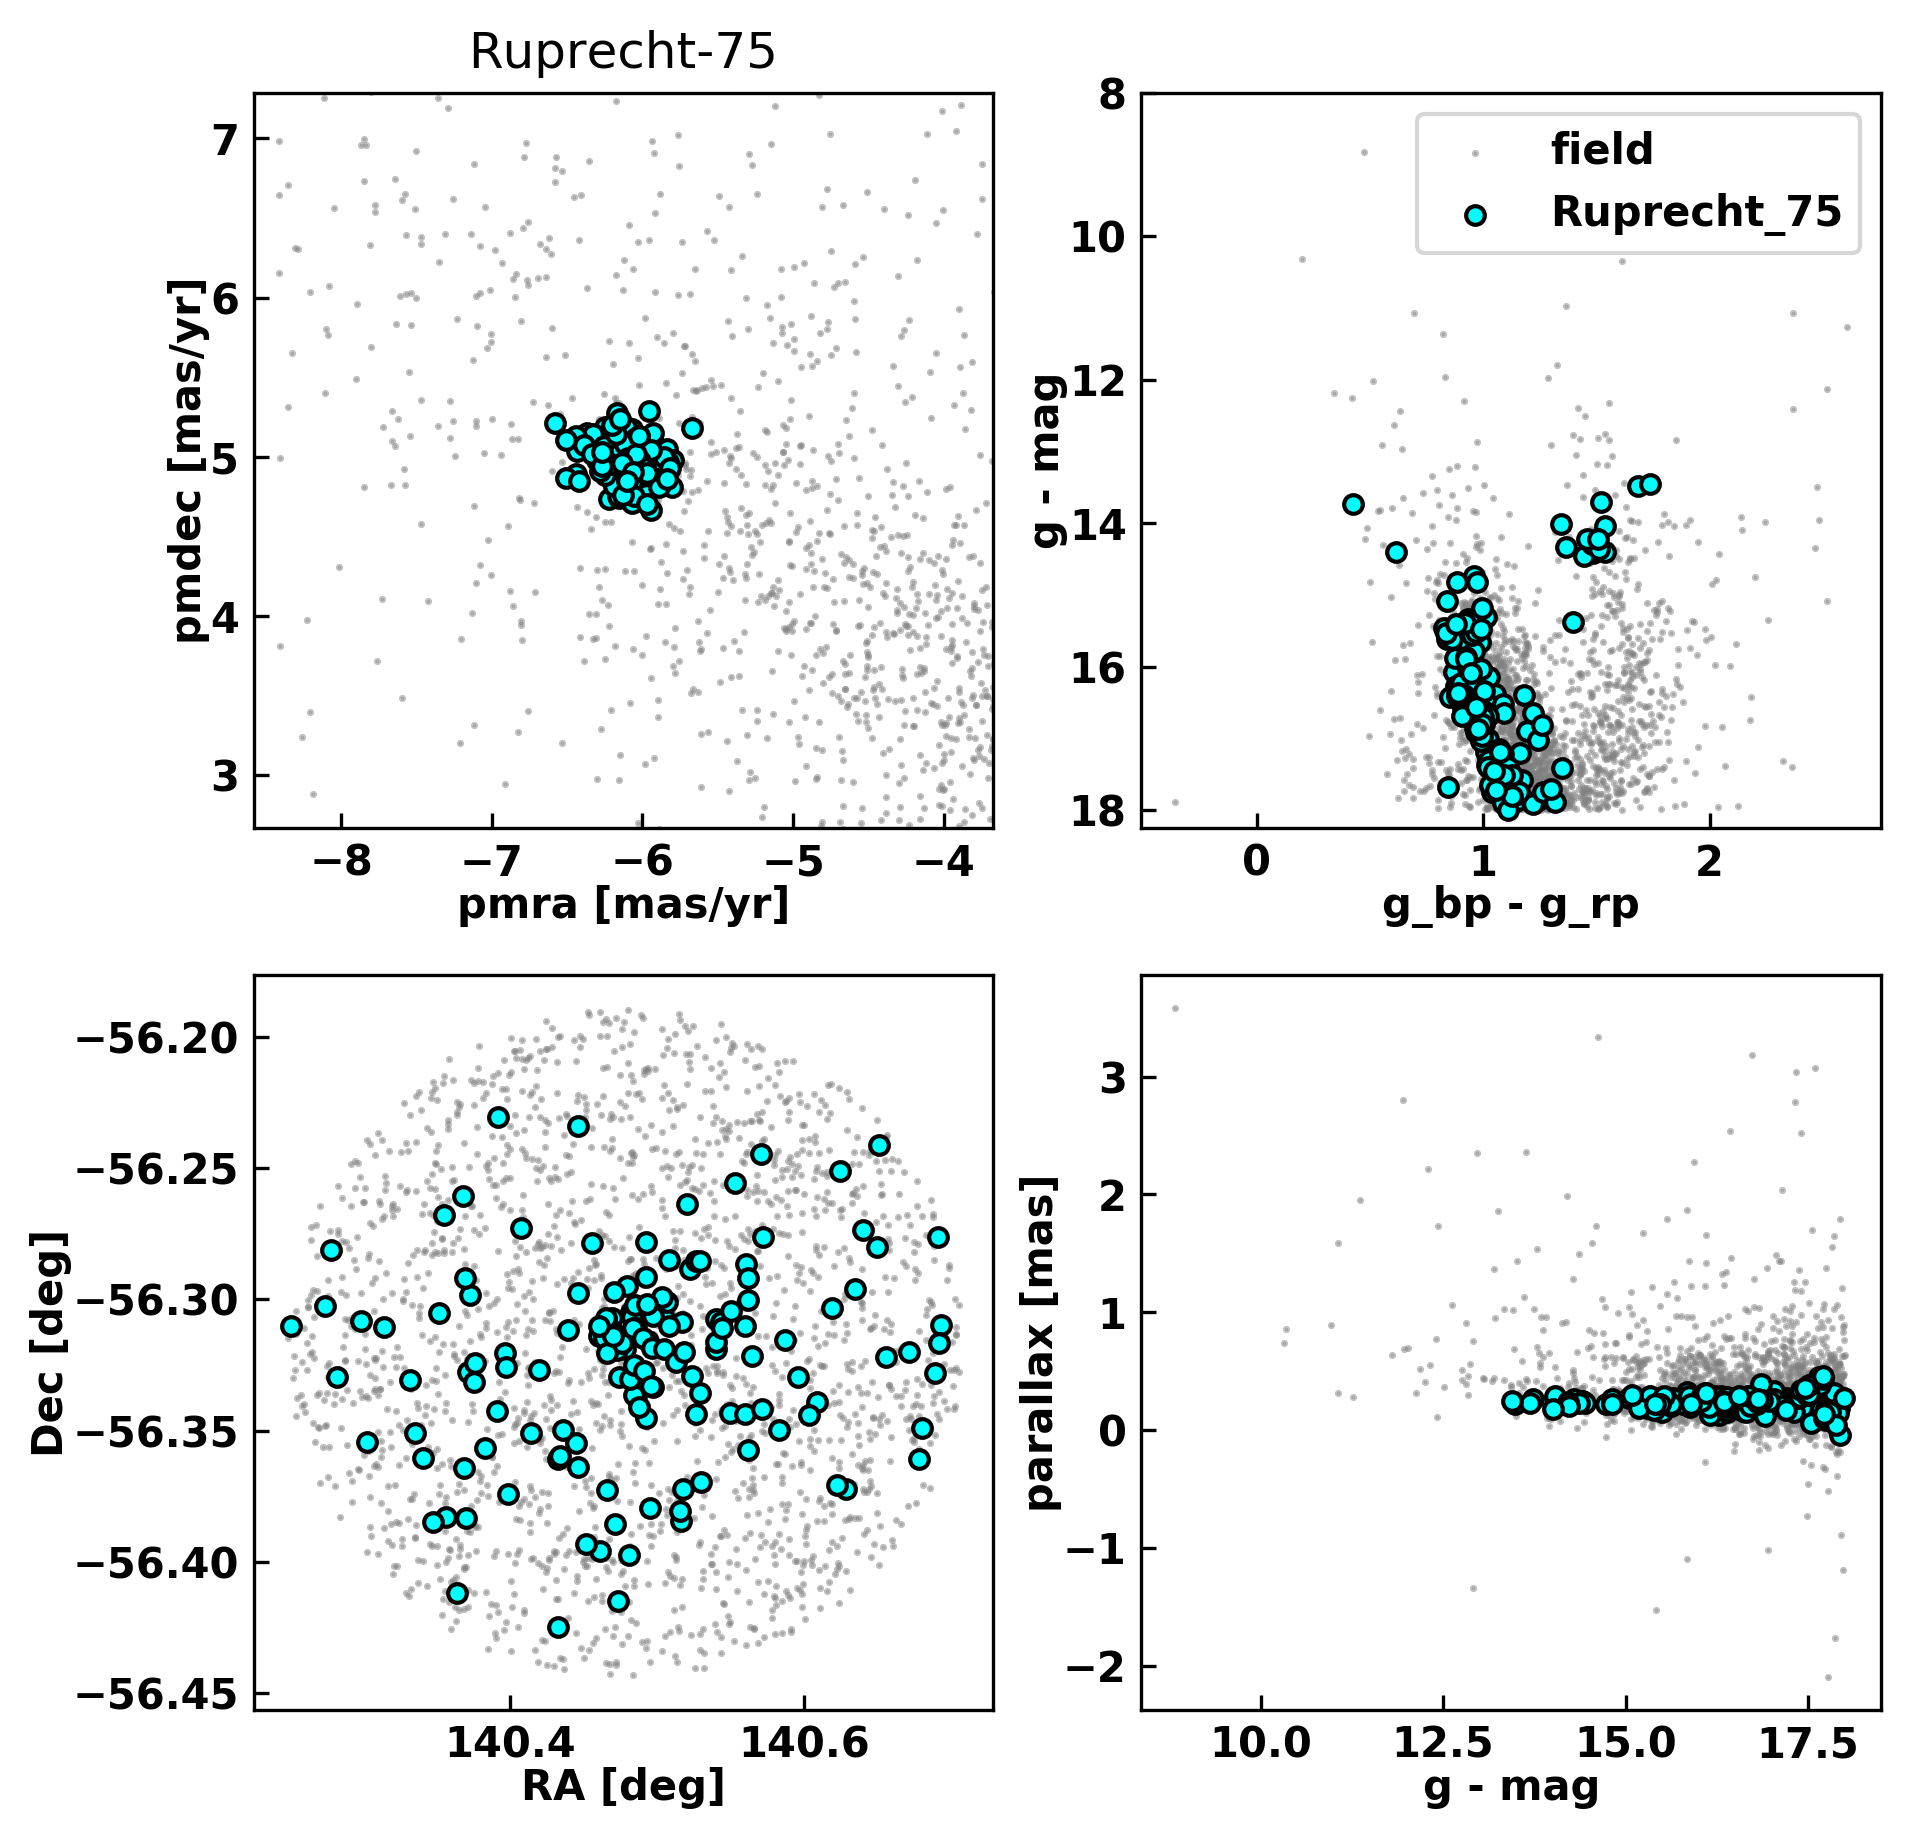 Ruprecht-75
7
6
5
4
3
pmdec [mas/yr]
−8 −7 −6 −5 −4
pmra [mas/yr]
8
10
12
14
16
18
g - mag
field
Ruprecht_75
0 1 2
g_bp - g_rp
−56.20
−56.25
−56.30
−56.35
−56.40
−56.45
Dec [deg]
140.4 140.6
RA [deg]
3
2
1
0
−1
−2
parallax [mas]
10.0 12.5 15.0 17.5
g - mag